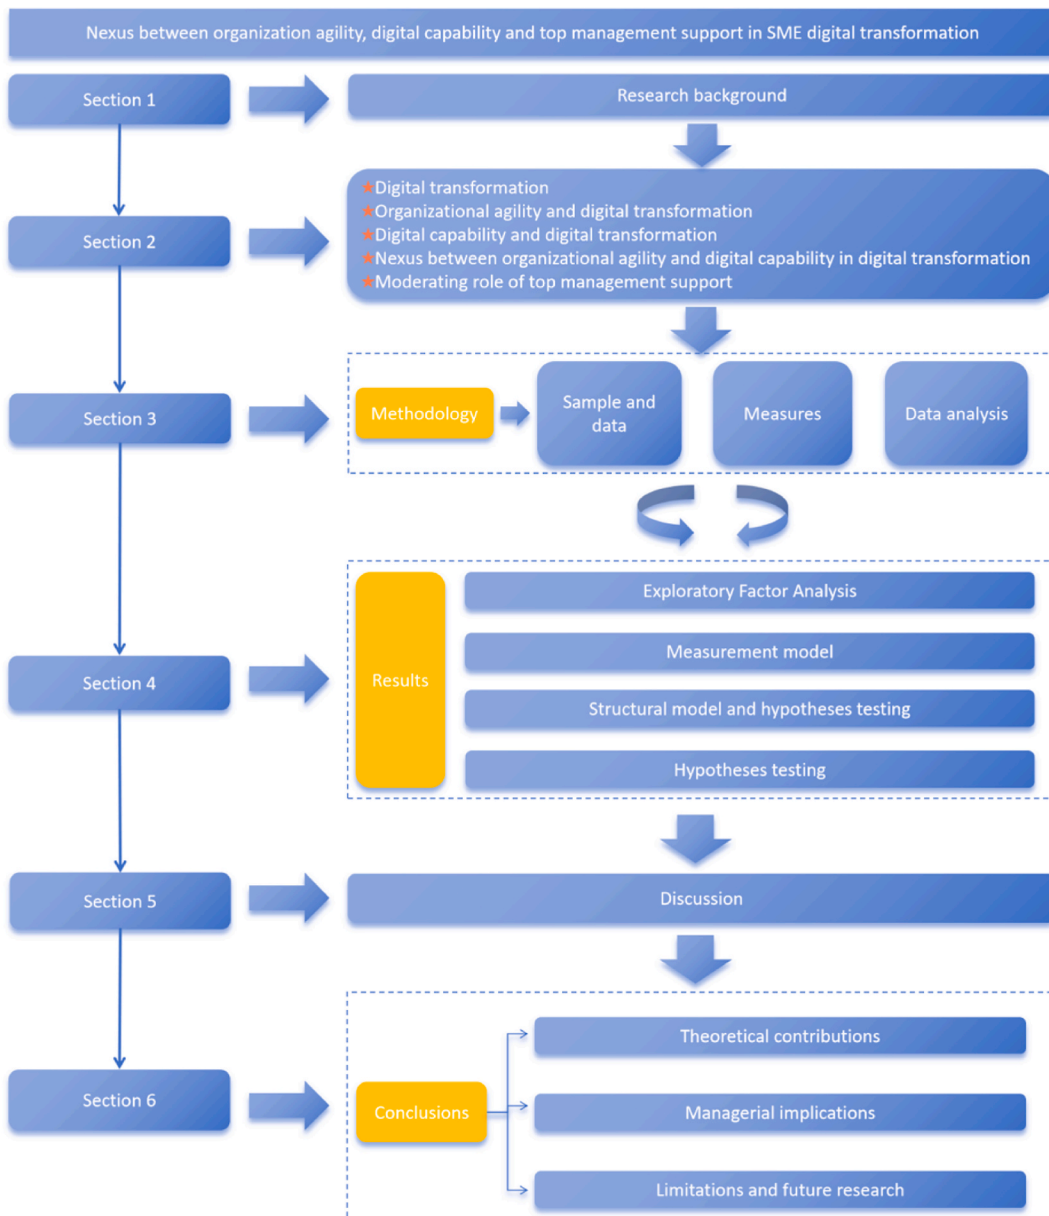 Nexus between organization agility, digital capability and top management support in SME digital transformation
Section 1
Research background
Section 2
★Digital transformation
★Organizational agility and digital transformation
★Digital capability and digital transformation
★Nexus between organizational agility and digital capability in digital transformation
★Moderating role of top management support
Section 3
Methodology
Sample and
data
Measures
Data analysis
Section 4
Results
Exploratory Factor Analysis
Measurement model
Structural model and hypotheses testing
Hypotheses testing
Section 5
Discussion
Section 6
Conclusions
Theoretical contributions
Managerial implications
Limitations and future research